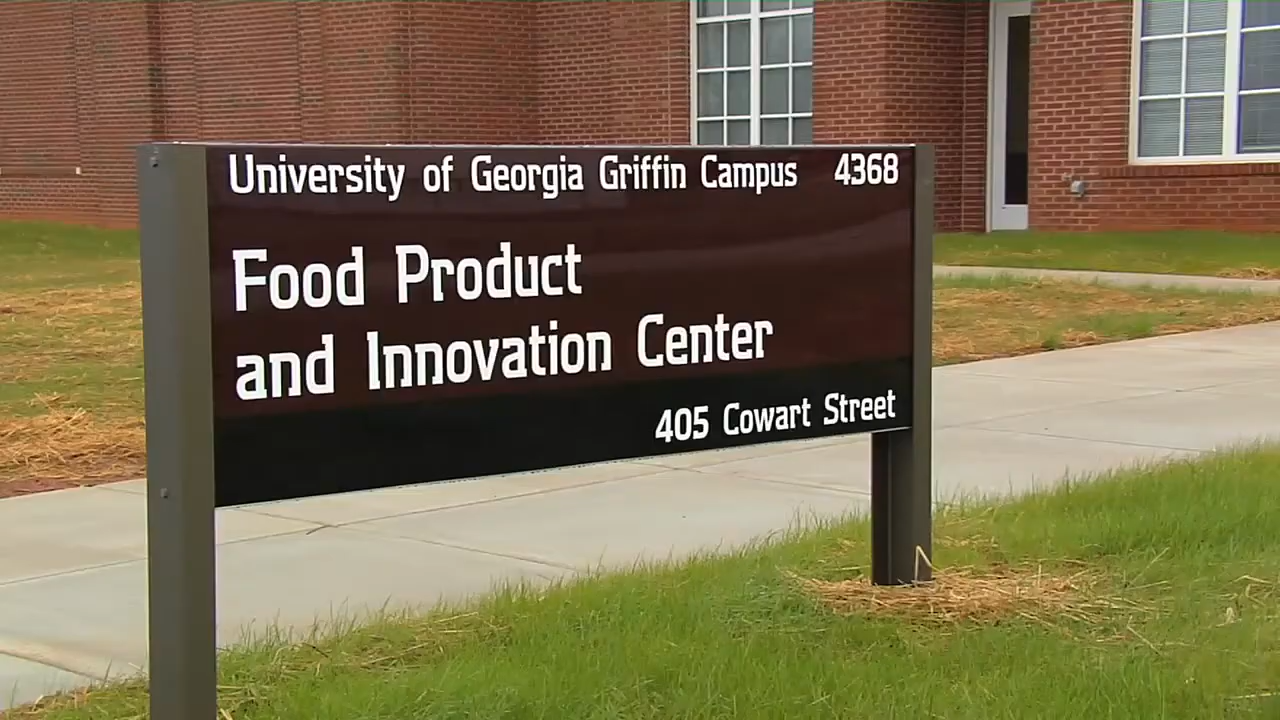 University of Georgia Griffin Campus 4368
Food Product
and Innovation Center
405 Cowart Street